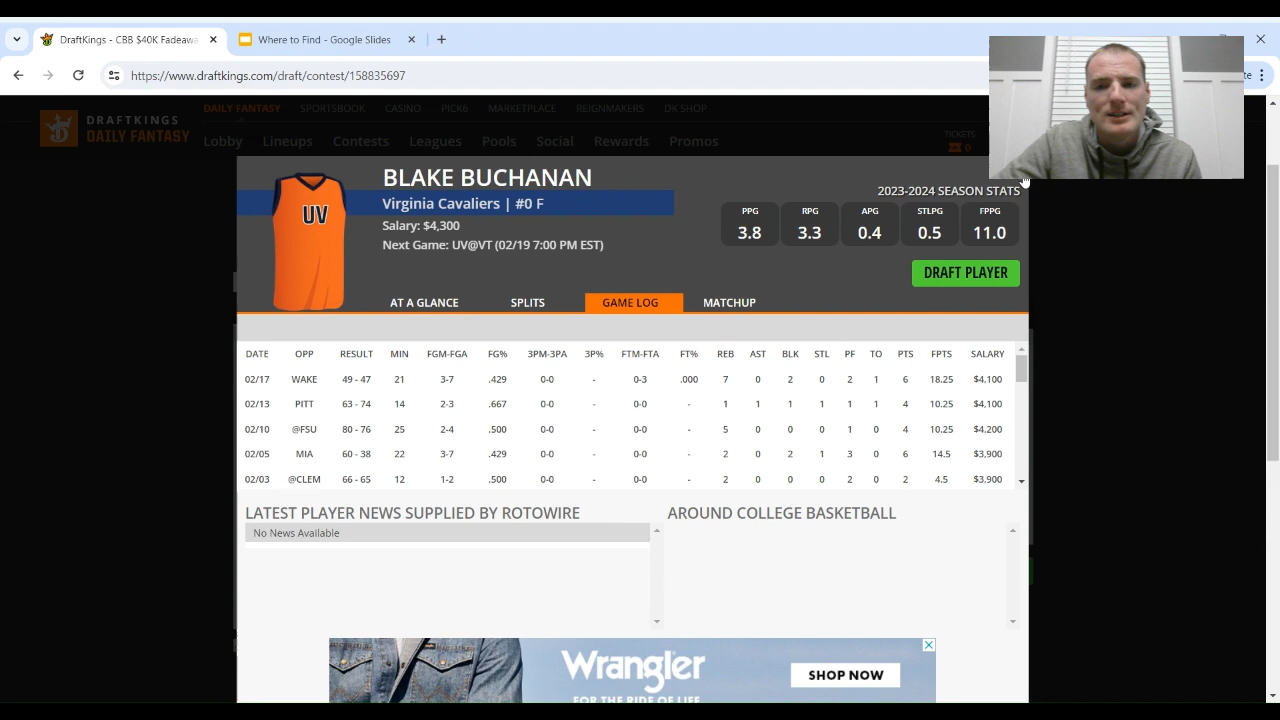 DraftKings - CBB $40K Fadeawa
Where to Find - Google Slides
https://www.draftkings.com/draft/contest/
DAILY FANTASY SPORTSBOOK CASINO PICK6 MARKETPLACE REIGNMAKERS DK SHOP
DRAFTKINGS
DAILY FANTASY
Lobby Lineups Contests Leagues Pools Social Rewards Promos
TICKETS
0
BLAKE BUCHANAN
Virginia Cavaliers | #0 F
Salary: $4,300
Next Game: UV@VT (02/19 7:00 PM EST)
UV
2023-2024 SEASON STATS
PPG RPG APG STLPG FPPG
3.8 3.3 0.4 0.5 11.0
DRAFT PLAYER
AT A GLANCE SPLITS GAME LOG MATCHUP
DATE OPP RESULT MIN FGM-FGA FG% 3PM-3PA 3P% FTM-FTA FT% REB AST BLK STL PF TO PTS FPTS SALARY
02/17 WAKE 49 - 47 21 3-7 .429 0-0 - 0-3 .000 7 0 2 0 2 1 6 18.25 $4,100
02/13 PITT 63 - 74 14 2-3 .667 0-0 - 0-0 - 1 1 1 1 1 1 4 10.25 $4,100
02/10 @FSU 80 - 76 25 2-4 .500 0-0 - 0-0 - 5 0 0 0 1 0 4 10.25 $4,200
02/05 MIA 60 - 38 22 3-7 .429 0-0 - 0-0 - 2 0 2 1 3 0 6 14.5 $3,900
02/03 @CLEM 66 - 65 12 1-2 .500 0-0 - 0-0 - 2 0 0 0 2 0 2 4.5 $3,900
LATEST PLAYER NEWS SUPPLIED BY ROTOWIRE
No News Available
AROUND COLLEGE BASKETBALL
Wrangler
FOR THE RIDE OF LIFE
SHOP NOW